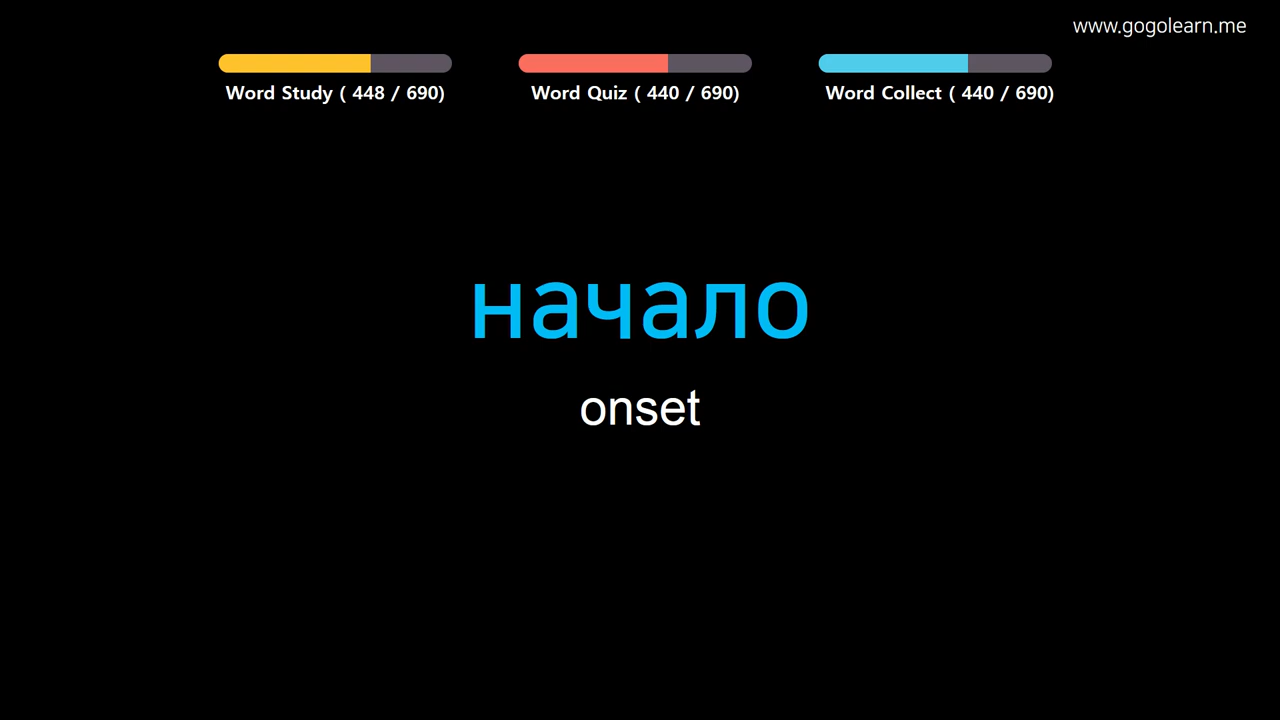 www.gogolearn.me
Word Study ( 448 / 690)
Word Quiz ( 440 / 690)
Word Collect ( 440 / 690)
начало
onset